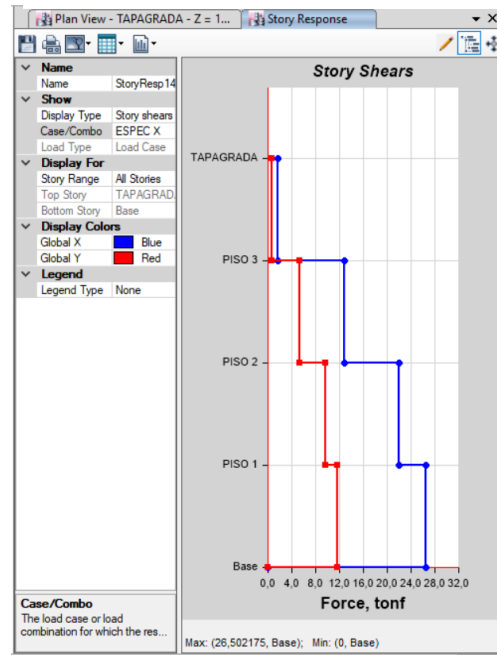 Plan View - TAPAGRADA - Z = 1...
Story Response
Name
Name StoryResp14
Show
Display Type Story shears
Case/Combo ESPEC X
Load Type Load Case
Display For
Story Range All Stories
Top Story TAPAGRAD.
Bottom Story Base
Display Colors
Global X Blue
Global Y Red
Legend
Legend Type None
Case/Combo
The load case or load
combination for which the res...
Story Shears
TAPAGRADA
PISO 3
PISO 2
PISO 1
Base
0,0 4,0 8,0 12,0 16,0 20,0 24,0 28,0 32,0
Force, tonf
Max: (26,502175, Base); Min: (0, Base)